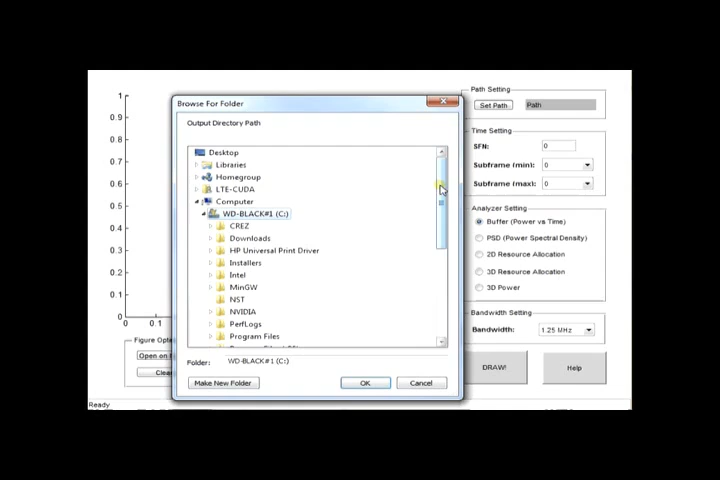 Browse For Folder
Output Directory Path
Desktop
Libraries
Homegroup
LTE-CUDA
Computer
WD-BLACK#1 (C:)
CREZ
Downloads
HP Universal Print Driver
Installers
Intel
MinGW
NST
NVIDIA
PerfLogs
Program Files
Folder: WD-BLACK#1 (C:)
Make New Folder
OK
Cancel
1
0.9
0.8
0.7
0.6
0.5
0.4
0.3
0.2
0.1
0
0 0.1
Figure Opti
Open on
Clea
Path Setting
Set Path
Path
Time Setting
SFN: 0
Subframe (min): 0
Subframe (max): 0
Analyzer Setting
Buffer (Power vs Time)
PSD (Power Spectral Density)
2D Resource Allocation
3D Resource Allocation
3D Power
Bandwidth Setting
Bandwidth: 1.25 MHz
DRAW!
Help
Ready